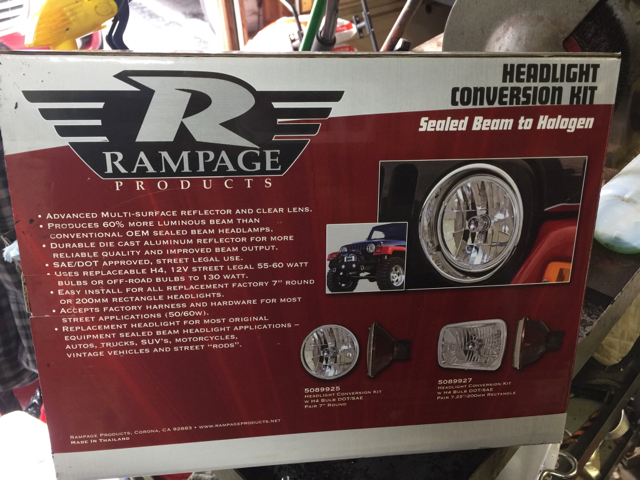 HEADLIGHT
CONVERSION KIT
Sealed Beam to Halogen
R
RAMPAGE
PRODUCTS
• ADVANCED MULTI-SURFACE REFLECTOR AND CLEAR LENS.
• PRODUCES 60% MORE LUMINOUS BEAM THAN
CONVENTIONAL OEM SEALED BEAM HEADLAMPS.
• DURABLE DIE CAST ALUMINUM REFLECTOR FOR MORE
RELIABLE QUALITY AND IMPROVED BEAM OUTPUT.
• SAE/DOT APPROVED, STREET LEGAL USE.
• USES REPLACEABLE H4, 12V STREET LEGAL 55-60 WATT
BULBS OR OFF-ROAD BULBS TO 130 WATT.
• EASY INSTALL FOR ALL REPLACEMENT FACTORY 7" ROUND
OR 200MM RECTANGLE HEADLIGHTS.
• ACCEPTS FACTORY HARNESS AND HARDWARE FOR MOST
STREET APPLICATIONS (50/60W).
• REPLACEMENT HEADLIGHT FOR MOST ORIGINAL
EQUIPMENT SEALED BEAM HEADLIGHT APPLICATIONS –
AUTOS, TRUCKS, SUV'S, MOTORCYCLES,
VINTAGE VEHICLES AND STREET "RODS".
5089925
HEADLIGHT CONVERSION KIT
W H4 BULB DOT/SAE
PAIR 7" ROUND
5089927
HEADLIGHT CONVERSION KIT
W H4 BULB DOT/SAE
PAIR 7.25"/200MM RECTANGLE
RAMPAGE PRODUCTS, CORONA, CA 92883 • WWW.RAMPAGEPRODUCTS.NET
MADE IN THAILAND